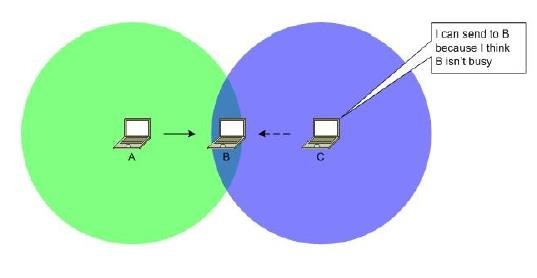 I can send to B
because I think
B isn't busy
A
B
C